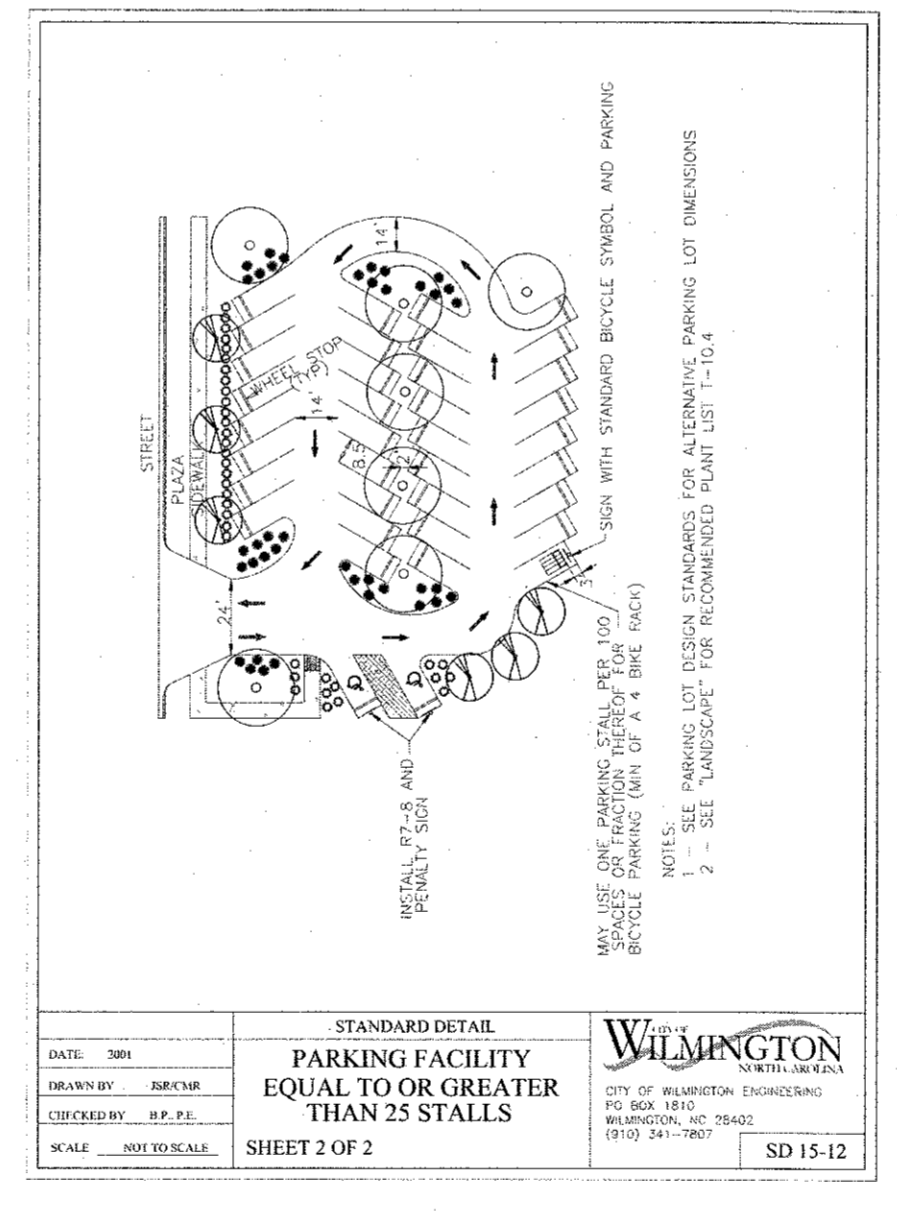 STREET
PLAZA
SIDEWALK
WHEEL STOP
(TYP)
14'
14'
8.5'
2'
24'
3'
INSTALL R7-8 AND
PENALTY SIGN
SIGN WITH STANDARD BICYCLE SYMBOL AND PARKING
MAY USE ONE PARKING STALL PER 100
SPACES OR FRACTION THEREOF FOR
BICYCLE PARKING (MIN OF A 4 BIKE RACK)
NOTES:
1 - SEE PARKING LOT DESIGN STANDARDS FOR ALTERNATIVE PARKING LOT DIMENSIONS
2 - SEE "LANDSCAPE" FOR RECOMMENDED PLANT LIST T-10.4
DATE: 2001
DRAWN BY JSR/CMR
CHECKED BY B.P., P.E.
SCALE NOT TO SCALE
STANDARD DETAIL
PARKING FACILITY
EQUAL TO OR GREATER
THAN 25 STALLS
SHEET 2 OF 2
CITY OF
WILMINGTON
NORTH CAROLINA
CITY OF WILMINGTON ENGINEERING
PO BOX 1810
WILMINGTON, NC 28402
(910) 341-7807
SD 15-12